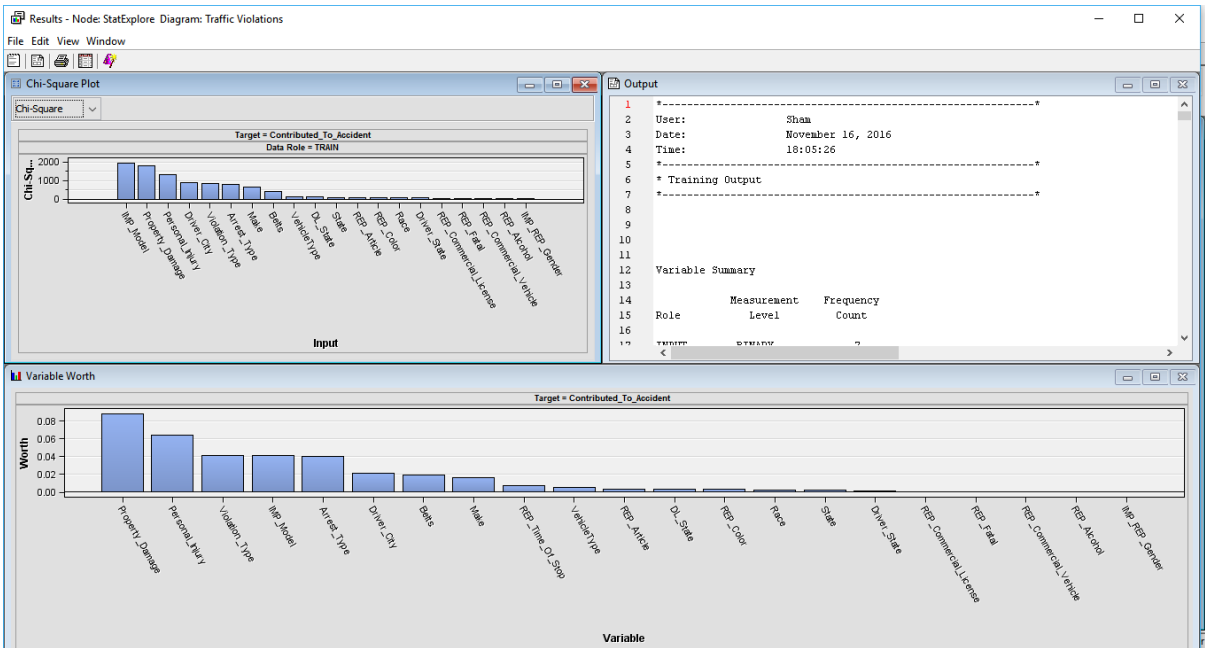 Results - Node: StatExplore Diagram: Traffic Violations
File Edit View Window
Chi-Square Plot
Chi-Square
Target = Contributed_To_Accident
Data Role = TRAIN
Chi-Sq...
2000
1000
0
IMP_Model
Property_Damage
Personal_Injury
Driver_City
Violation_Type
Arrest_Type
Make
Belts
VehicleType
DL_State
State
REP_Article
REP_Color
Race
Driver_State
REP_Commercial_License
REP_Fatal
REP_Commercial_Vehicle
REP_Alcohol
IMP_REP_Gender
Input
Output
1 *------------------------------------------------------------*
2 User: Sham
3 Date: November 16, 2016
4 Time: 18:05:26
5 *------------------------------------------------------------*
6 * Training Output
7 *------------------------------------------------------------*
8
9
10
11
12 Variable Summary
13
14 Measurement Frequency
15 Role Level Count
16
17 INPUT BINARY 7
Variable Worth
Target = Contributed_To_Accident
Worth
0.08
0.06
0.04
0.02
0.00
Property_Damage
Personal_Injury
Violation_Type
IMP_Model
Arrest_Type
Driver_City
Belts
Make
REP_Time_Of_Stop
VehicleType
REP_Article
DL_State
REP_Color
Race
State
Driver_State
REP_Commercial_License
REP_Fatal
REP_Commercial_Vehicle
REP_Alcohol
IMP_REP_Gender
Variable